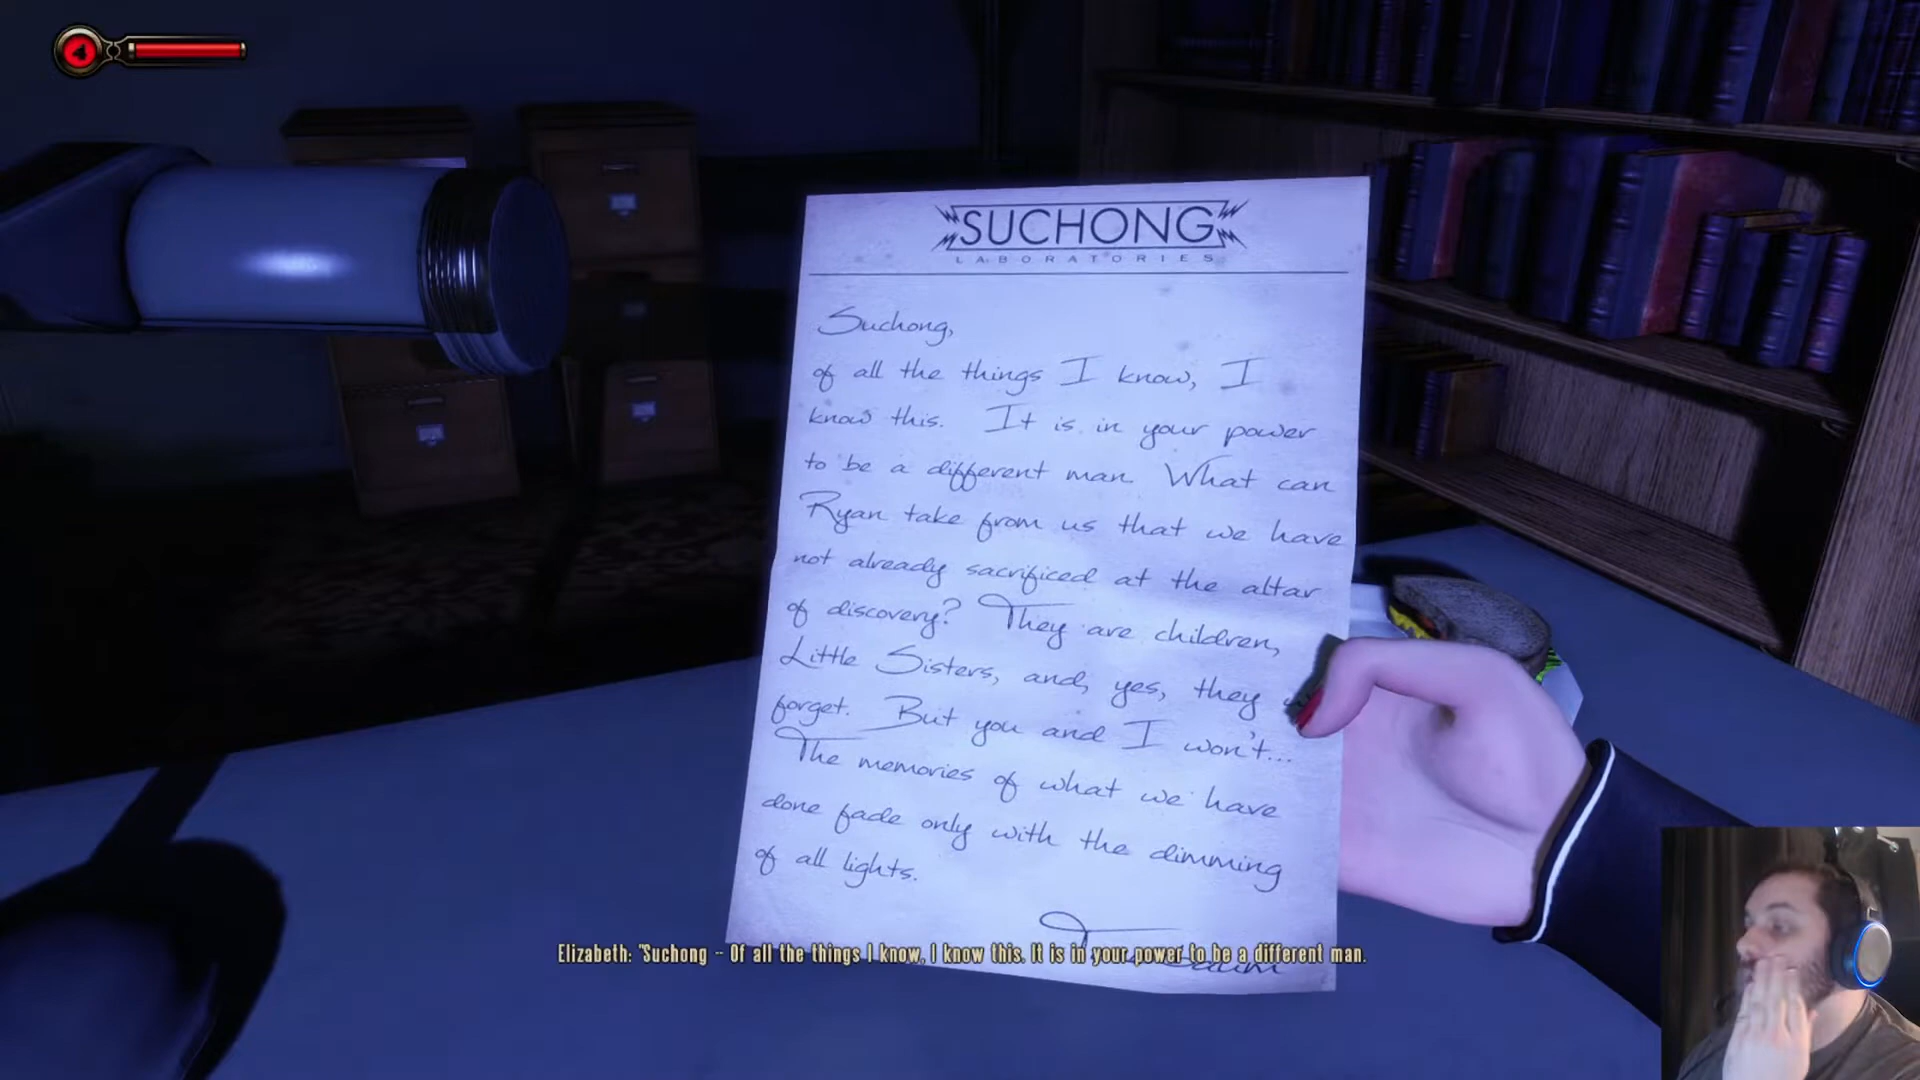 4
SUCHONG
LABORATORIES
Suchong,
of all the things I know, I
know this. It is in your power
to be a different man. What can
Ryan take from us that we have
not already sacrificed at the altar
of discovery? They are children,
Little Sisters, and, yes, they
forget. But you and I won't...
The memories of what we have
done fade only with the dimming
of all lights.
Elizabeth: "Suchong -- Of all the things I know, I know this. It is in your power to be a different man.